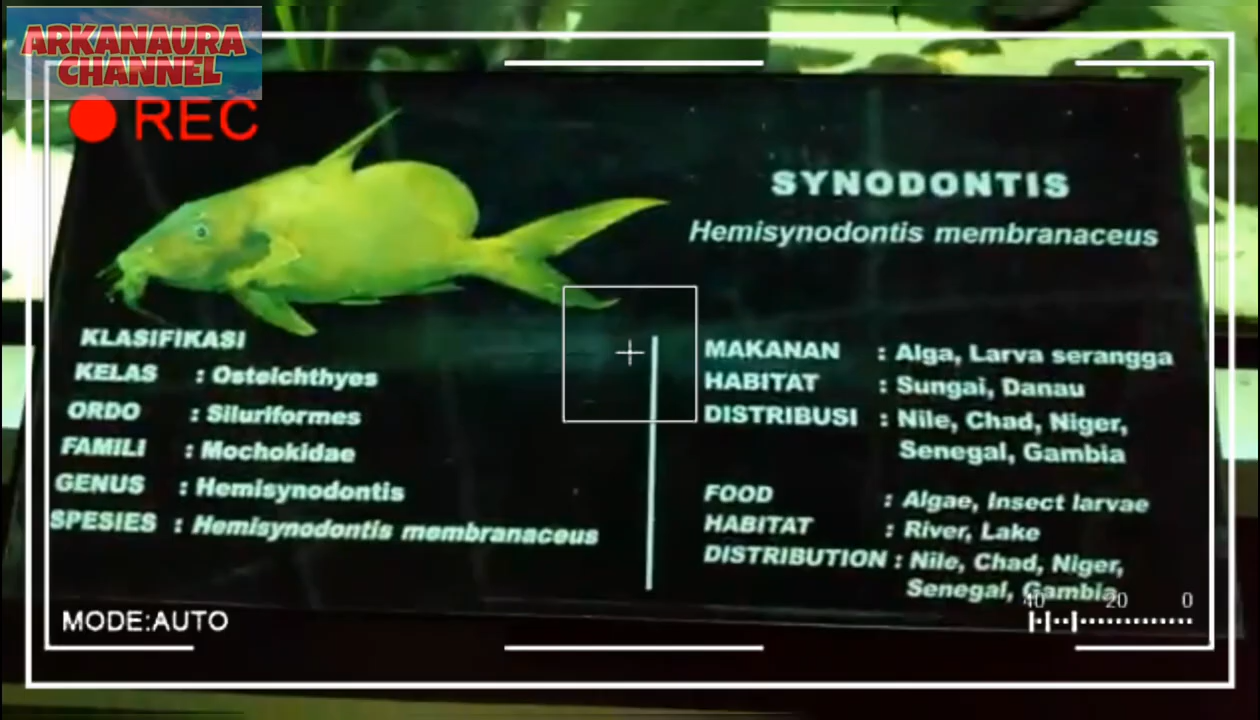 ARKANAURA
CHANNEL
REC
SYNODONTIS
Hemisynodontis membranaceus
KLASIFIKASI
KELAS : Osteichthyes
ORDO : Siluriformes
FAMILI : Mochokidae
GENUS : Hemisynodontis
SPESIES : Hemisynodontis membranaceus
MAKANAN : Alga, Larva serangga
HABITAT : Sungai, Danau
DISTRIBUSI : Nile, Chad, Niger,
Senegal, Gambia
FOOD : Algae, Insect larvae
HABITAT : River, Lake
DISTRIBUTION : Nile, Chad, Niger,
Senegal, Gambia
40 20 0
MODE:AUTO